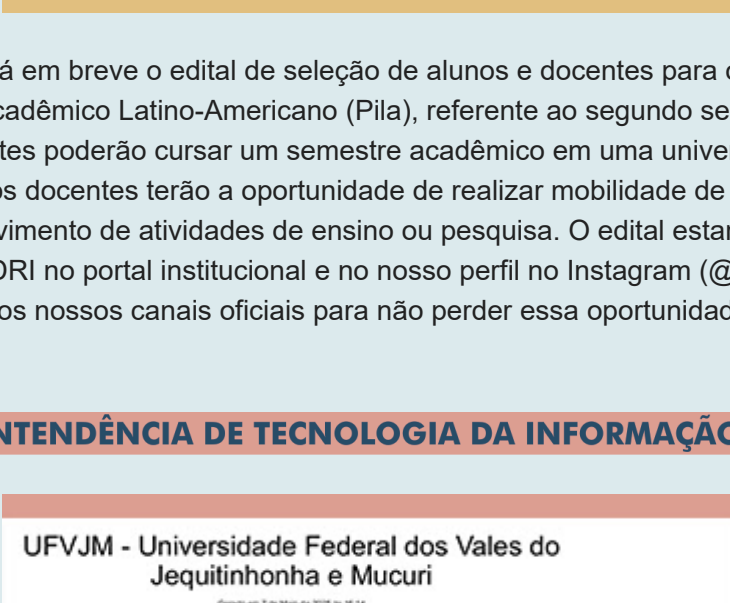 á em breve o edital de seleção de alunos e docentes para
cadêmico Latino-Americano (Pila), referente ao segundo se
tes poderão cursar um semestre acadêmico em uma univer
os docentes terão a oportunidade de realizar mobilidade de
vimento de atividades de ensino ou pesquisa. O edital estar
DRI no portal institucional e no nosso perfil no Instagram (@
os nossos canais oficiais para não perder essa oportunidad
NTENDÊNCIA DE TECNOLOGIA DA INFORMAÇÃO
UFVJM - Universidade Federal dos Vales do
Jequitinhonha e Mucuri